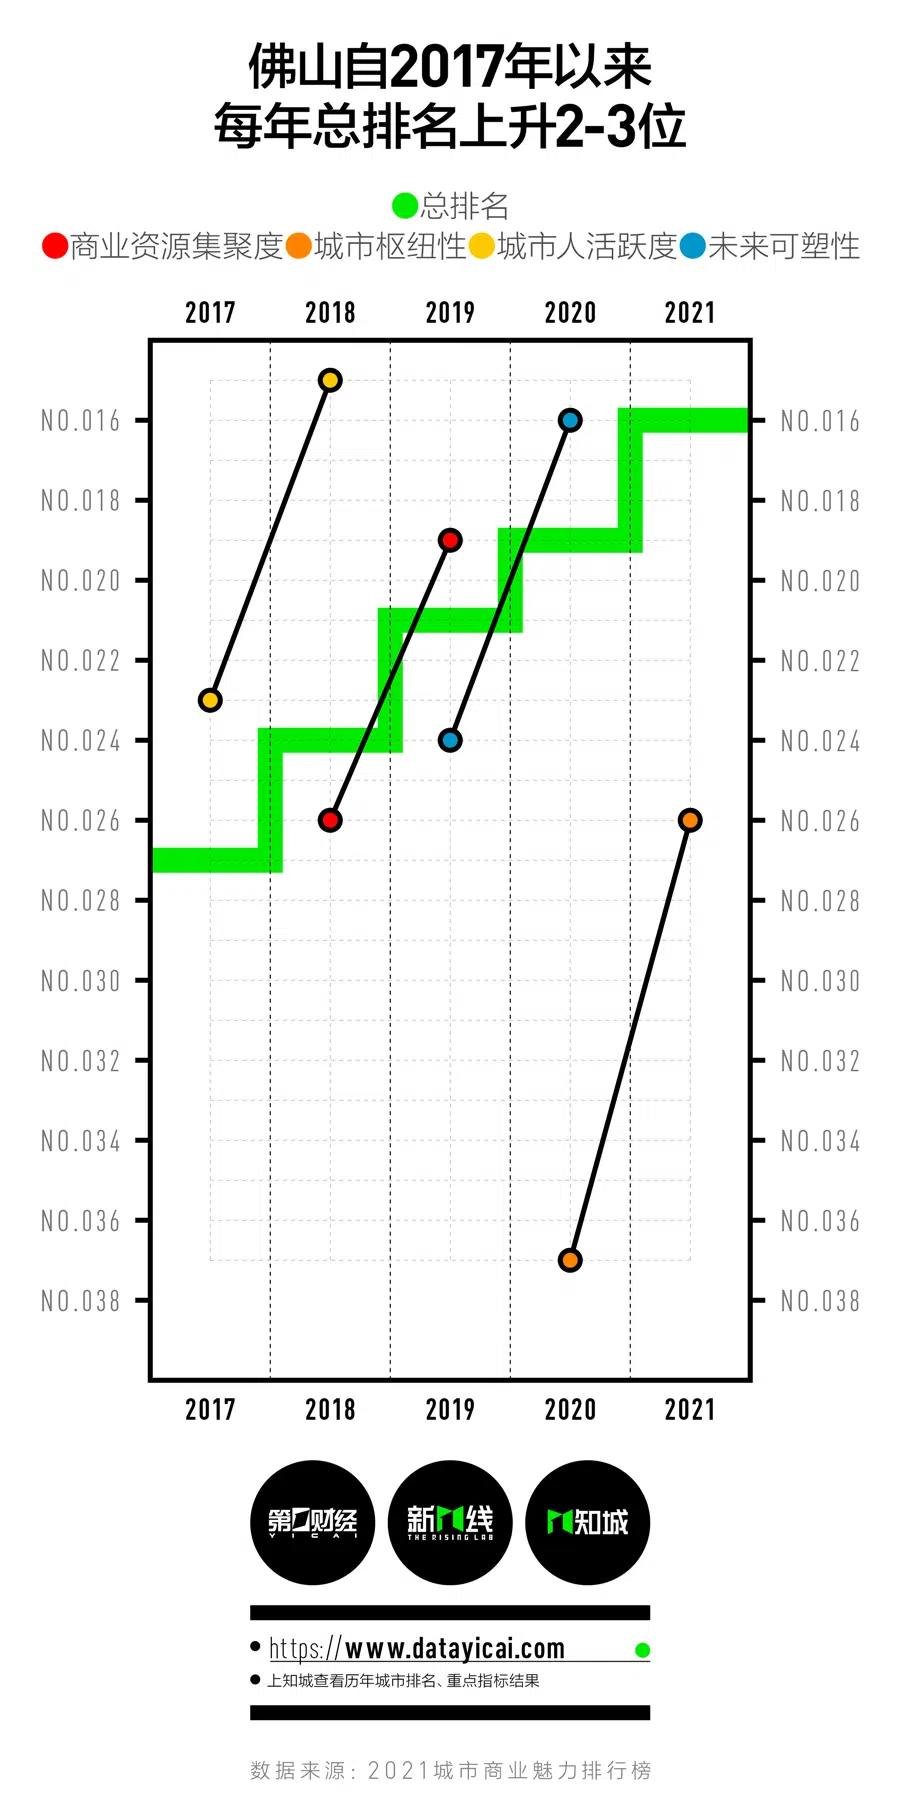 佛山自2017年以来
每年总排名上升2-3位
总排名
商业资源集聚度 城市枢纽性 城市人活跃度 未来可塑性
2017 2018 2019 2020 2021
NO.016 NO.016
NO.018 NO.018
NO.020 NO.020
NO.022 NO.022
NO.024 NO.024
NO.026 NO.026
NO.028 NO.028
NO.030 NO.030
NO.032 NO.032
NO.034 NO.034
NO.036 NO.036
NO.038 NO.038
2017 2018 2019 2020 2021
第一财经 新一线 知城
YICAI THE RISING LAB
https://www.datayicai.com
上知城查看历年城市排名、重点指标结果
数据来源：2021城市商业魅力排行榜